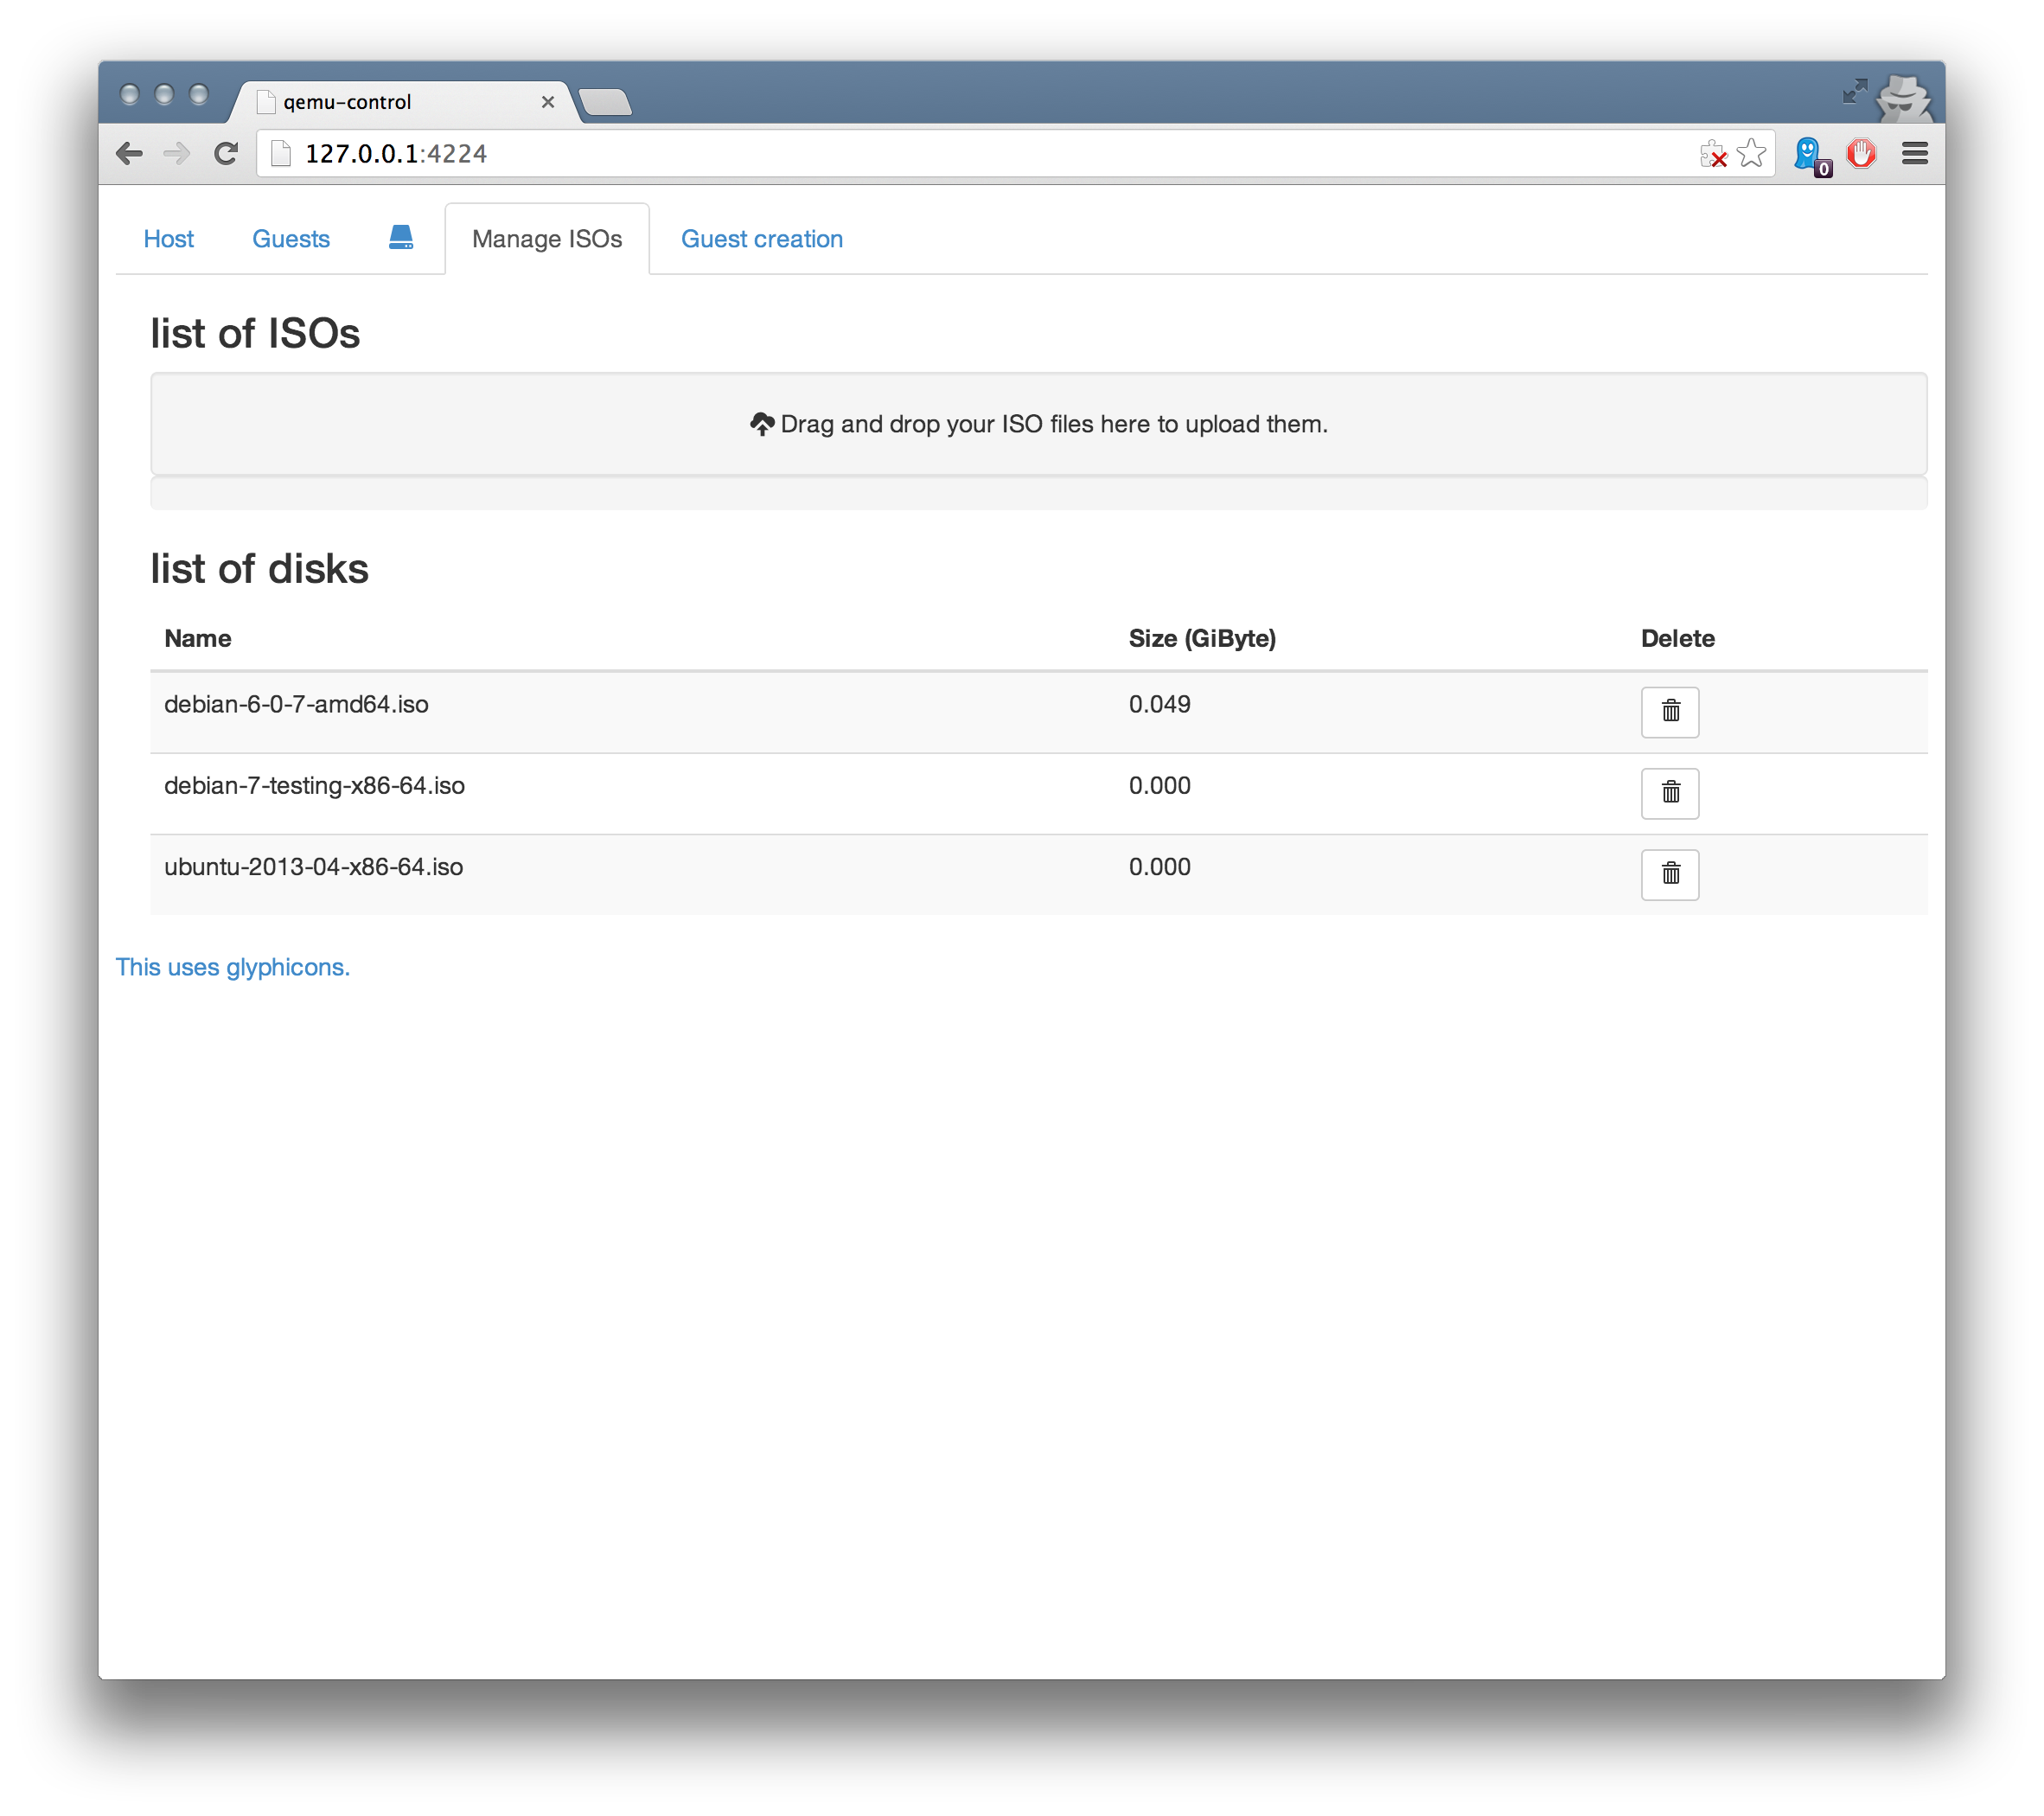 qemu-control
127.0.0.1:4224
0
Host Guests Manage ISOs Guest creation
list of ISOs
Drag and drop your ISO files here to upload them.
list of disks
Name Size (GiByte) Delete
debian-6-0-7-amd64.iso 0.049
debian-7-testing-x86-64.iso 0.000
ubuntu-2013-04-x86-64.iso 0.000
This uses glyphicons.